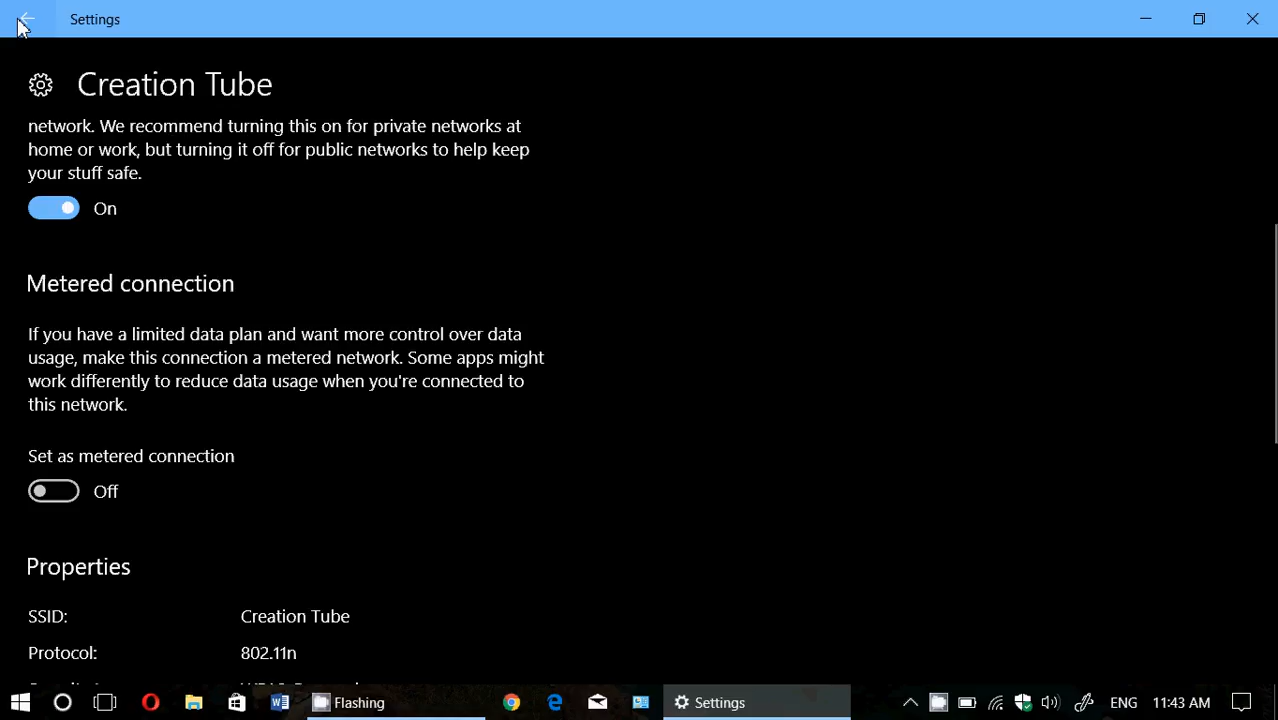 Settings
Creation Tube
network. We recommend turning this on for private networks at
home or work, but turning it off for public networks to help keep
your stuff safe.
On
Metered connection
If you have a limited data plan and want more control over data
usage, make this connection a metered network. Some apps might
work differently to reduce data usage when you're connected to
this network.
Set as metered connection
Off
Properties
SSID: Creation Tube
Protocol: 802.11n
Flashing
Settings
ENG
11:43 AM